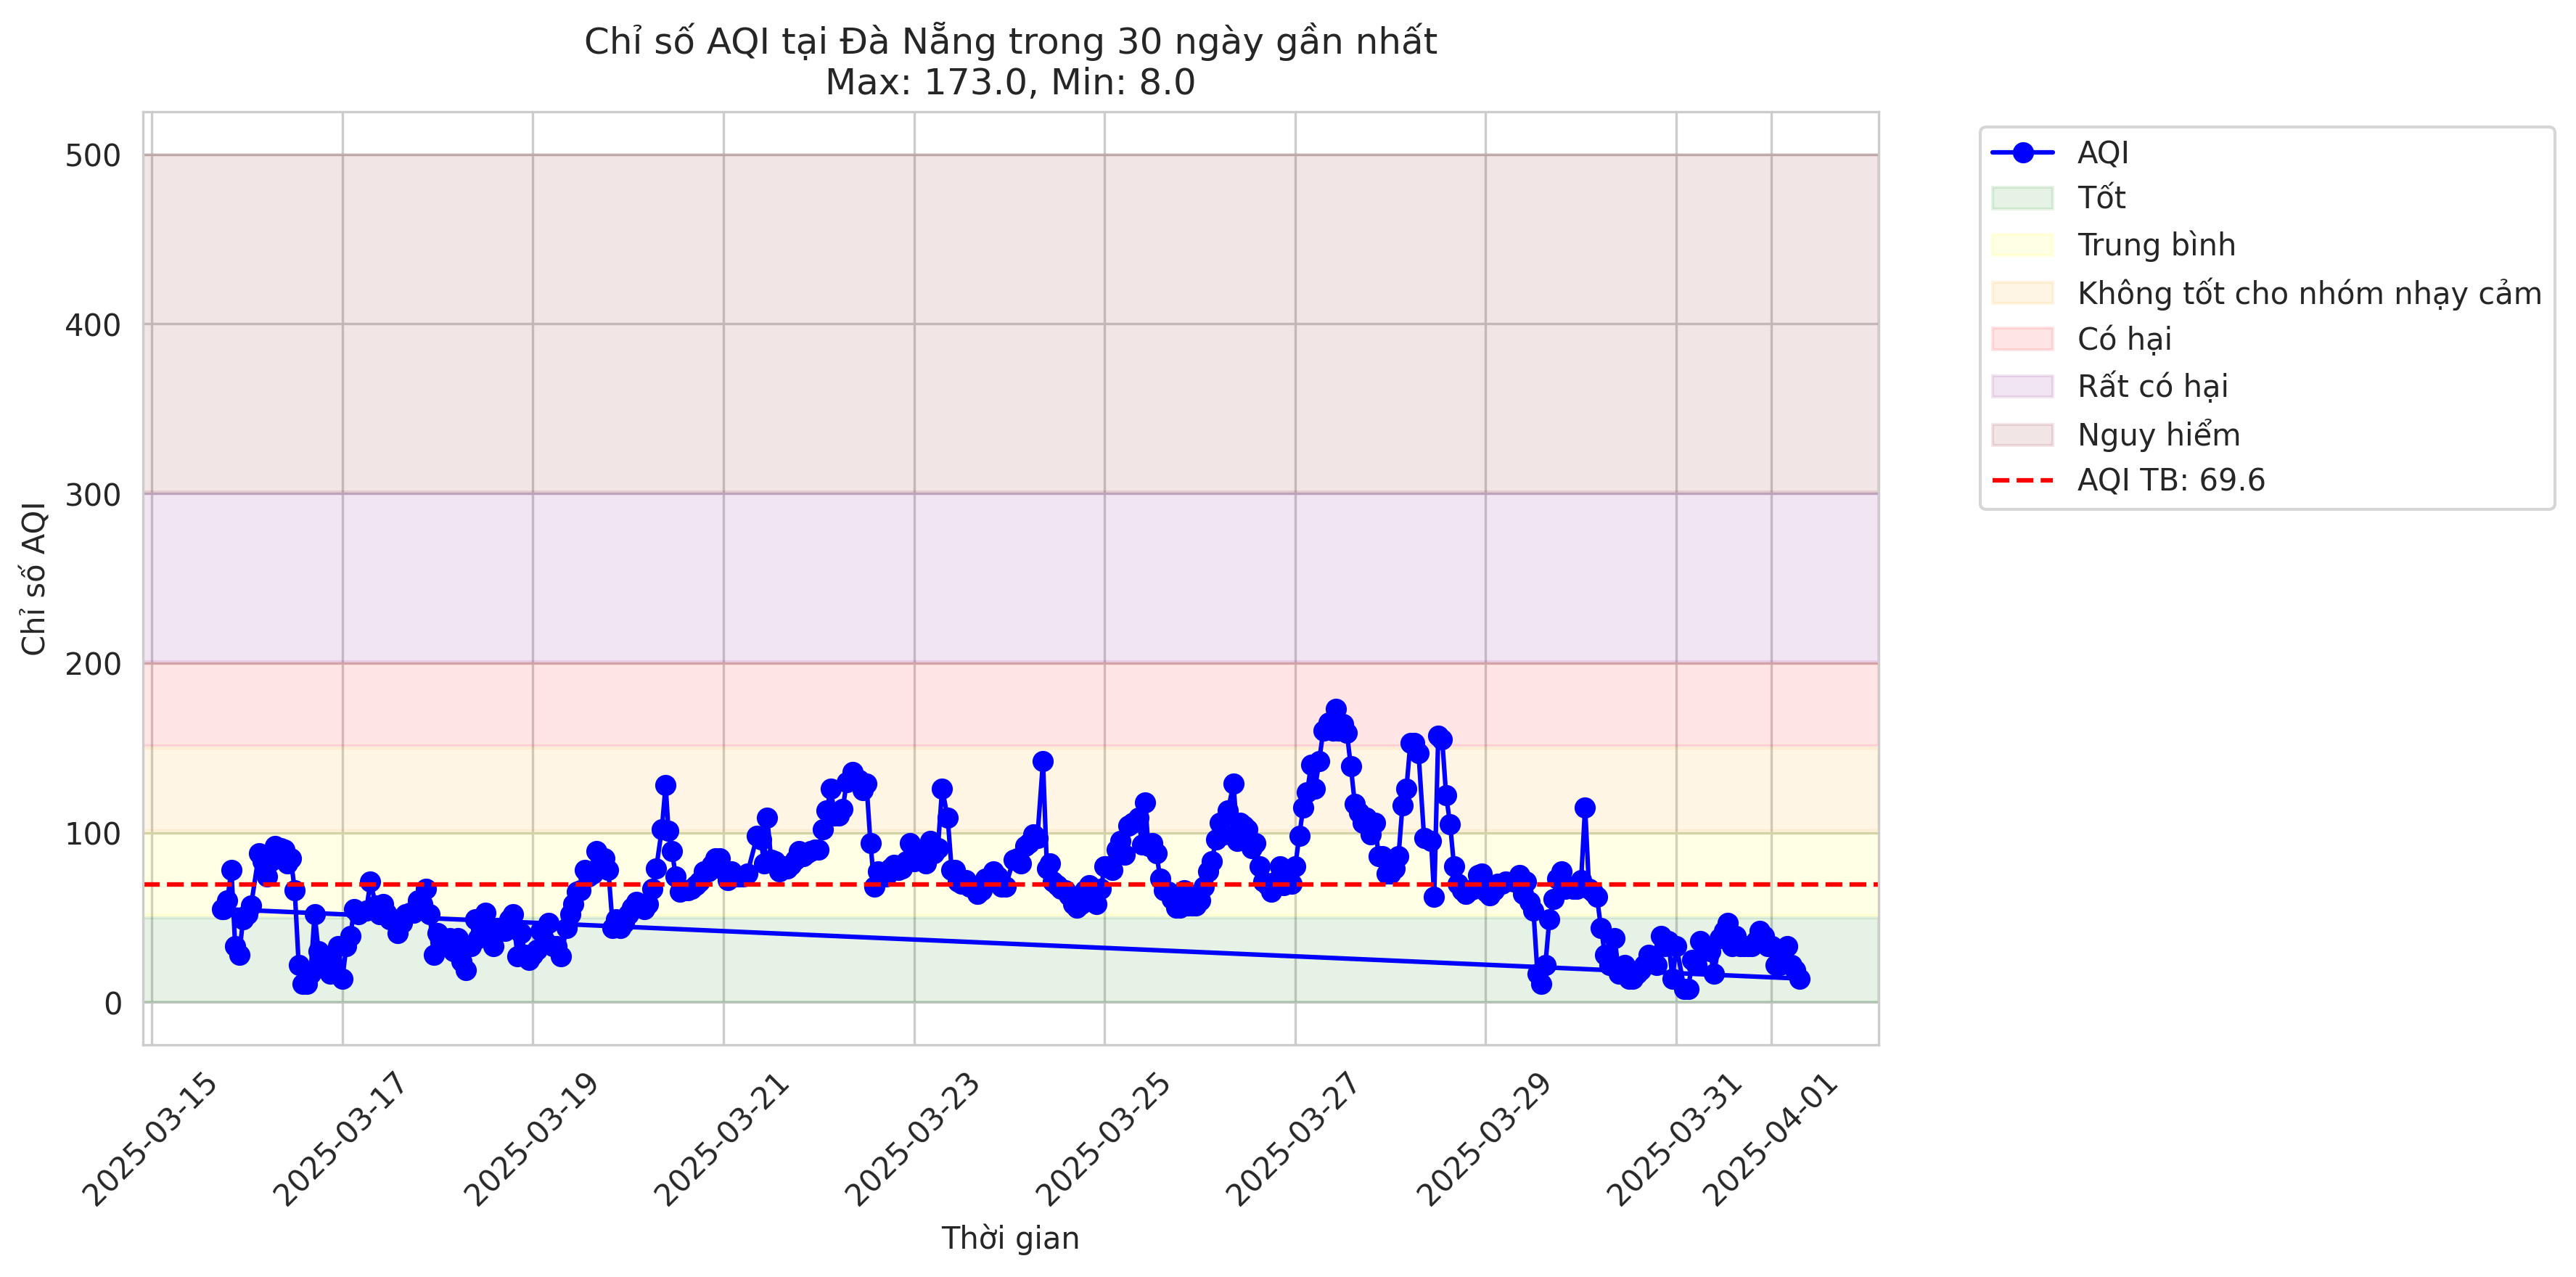 Chỉ số AQI tại Đà Nẵng trong 30 ngày gần nhất
Max: 173.0, Min: 8.0
Chỉ số AQI
500
400
300
200
100
0
2025-03-15
2025-03-17
2025-03-19
2025-03-21
2025-03-23
2025-03-25
2025-03-27
2025-03-29
2025-03-31
2025-04-01
Thời gian
AQI
Tốt
Trung bình
Không tốt cho nhóm nhạy cảm
Có hại
Rất có hại
Nguy hiểm
AQI TB: 69.6